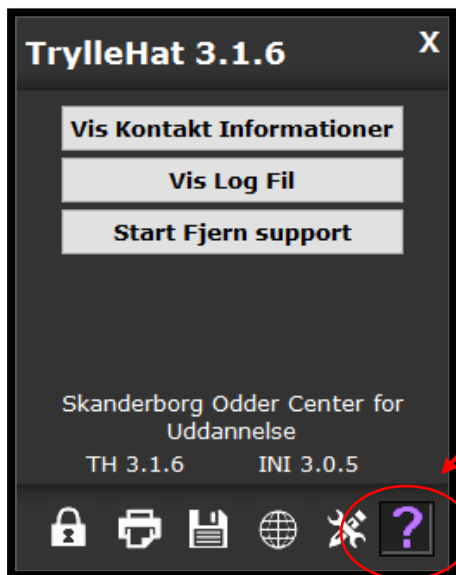 TrylleHat 3.1.6 X
Vis Kontakt Informationer
Vis Log Fil
Start Fjern support
Skanderborg Odder Center for
Uddannelse
TH 3.1.6 INI 3.0.5
?